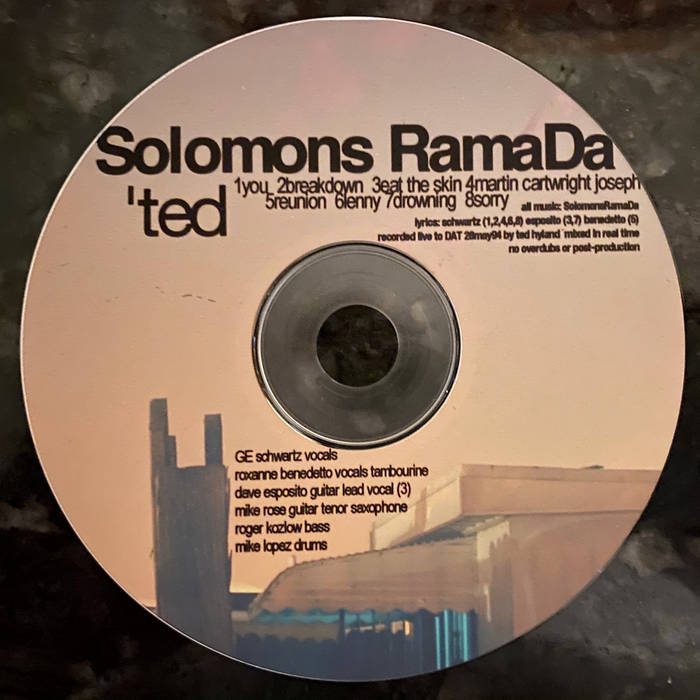 Solomons RamaDa
'ted
1you 2breakdown 3eat the skin 4martin cartwright joseph
5reunion 6lenny 7drowning 8sorry
all music: SolomonsRamaDa
lyrics: schwartz (1,2,4,6,8) esposito (3,7) benedetto (5)
recorded live to DAT 28may94 by ted hyland mixed in real time
no overdubs or post-production
GE schwartz vocals
roxanne benedetto vocals tambourine
dave esposito guitar lead vocal (3)
mike rose guitar tenor saxophone
roger kozlow bass
mike lopez drums